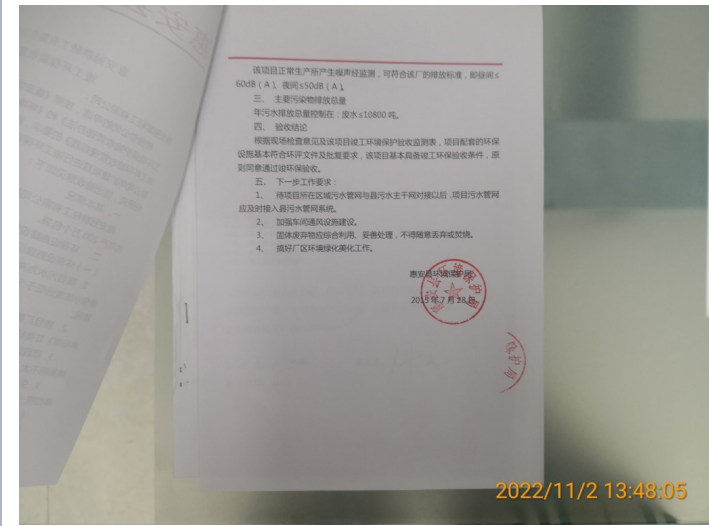 该项目正常生产所产生噪声经监测，可符合该厂的排放标准，即昼间≤
60dB（A）、夜间≤50dB（A）。
三、 主要污染物排放总量
年污水排放总量控制在：废水≤10800 吨。
四、 验收结论
根据现场检查意见及该项目竣工环境保护验收监测表，项目配套的环保
设施基本符合环评文件及批复要求，该项目基本具备竣工环保验收条件，原
则同意通过竣环保验收。
五、 下一步工作要求：
1、 待项目所在区域污水管网与县污水主干网对接以后，项目污水管网
应及时接入县污水管网系统。
2、 加强车间通风设施建设。
3、 固体废弃物应综合利用、妥善处理，不得随意丢弃或焚烧。
4、 搞好厂区环境绿化美化工作。
惠安县环境保护局
2015 年 7 月 28 日
2022/11/2 13:48:05